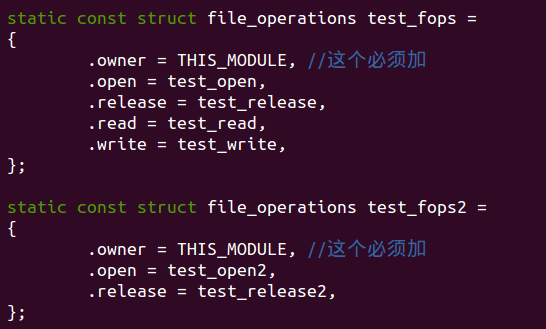 static const struct file_operations test_fops =
{
        .owner = THIS_MODULE, //这个必须加
        .open = test_open,
        .release = test_release,
        .read = test_read,
        .write = test_write,
};

static const struct file_operations test_fops2 =
{
        .owner = THIS_MODULE, //这个必须加
        .open = test_open2,
        .release = test_release2,
};